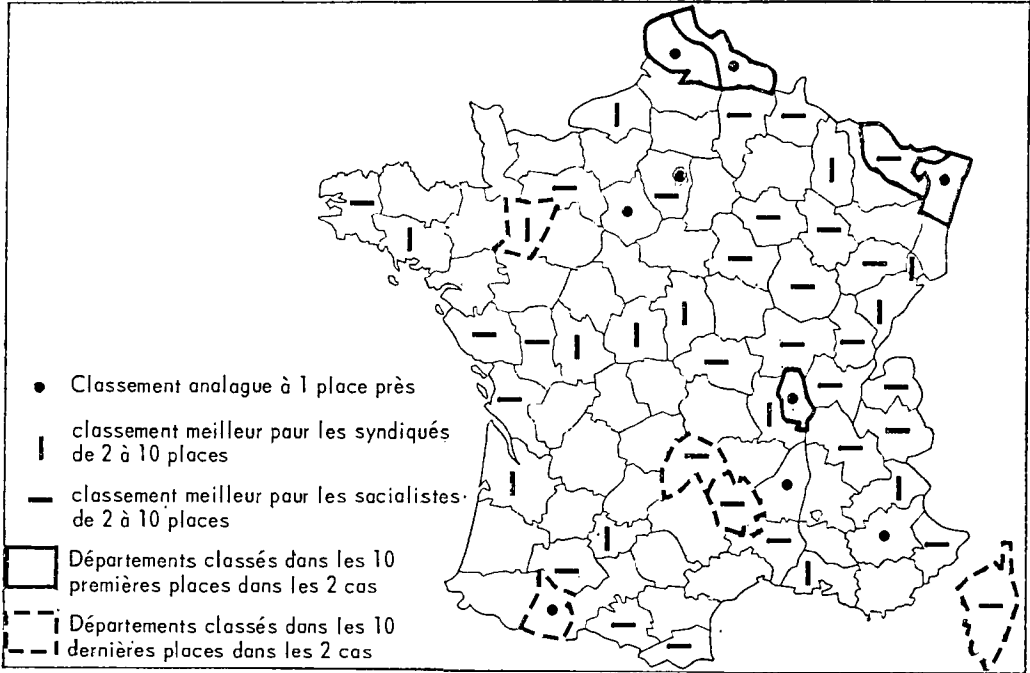 Classement analague à 1 place près
classement meilleur paur les syndiqués
de 2 à 10 places
classement meilleur paur les sacialistes
de 2 à 10 places
Départements classés dans les 10
premières places dans les 2 cas
Départements classés dans les 10
dernières places dans les 2 cas